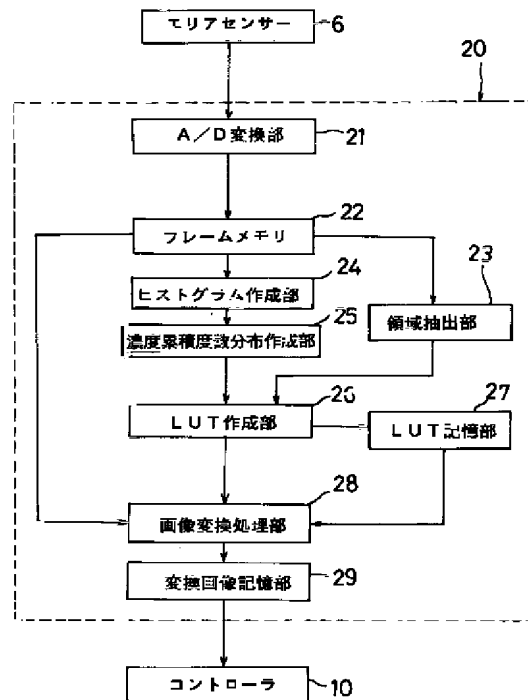 エリアセンサー
6
20
A/D変換部
21
フレームメモリ
22
ヒストグラム作成部
24
23
領域抽出部
濃度累積度数分布作成部
25
LUT作成部
26
27
LUT記憶部
画像変換処理部
28
変換画像記憶部
29
コントローラ
10